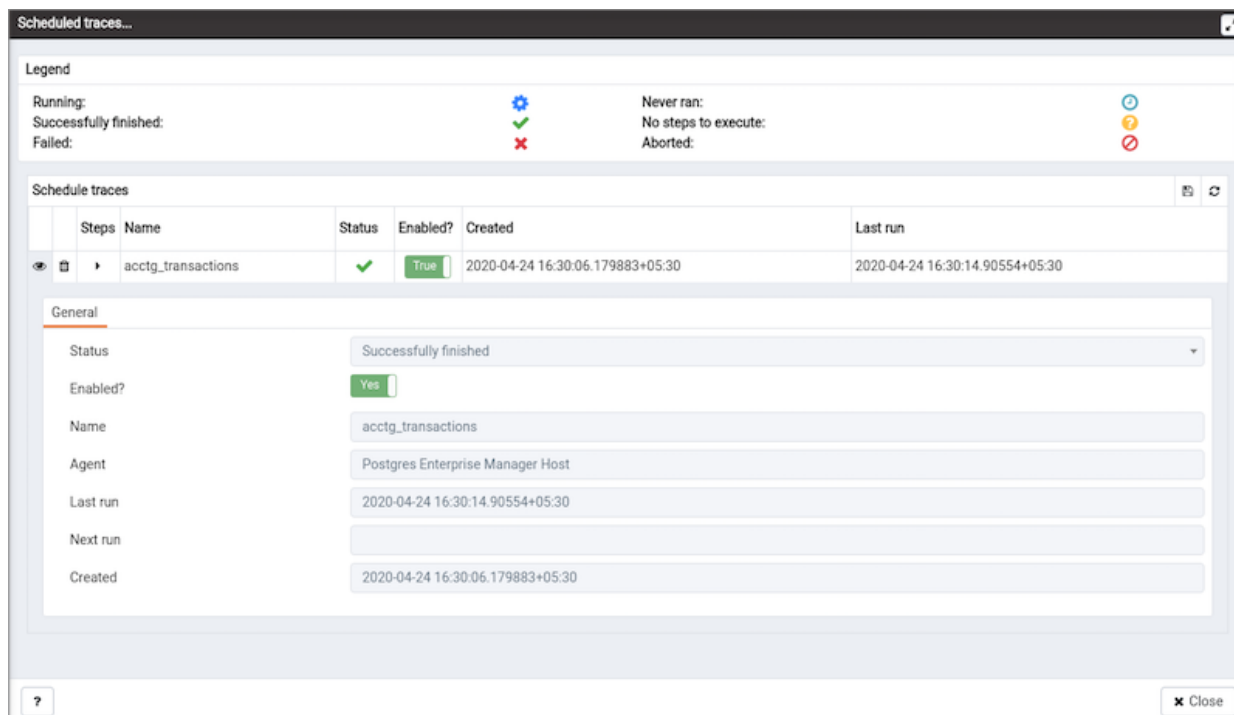 Scheduled traces...
Legend
Running:
Never ran:
Successfully finished:
No steps to execute:
Failed:
Aborted:
Schedule traces
Steps Name Status Enabled? Created Last run
acctg_transactions True 2020-04-24 16:30:06.179883+05:30 2020-04-24 16:30:14.90554+05:30
General
Status Successfully finished
Enabled? Yes
Name acctg_transactions
Agent Postgres Enterprise Manager Host
Last run 2020-04-24 16:30:14.90554+05:30
Next run
Created 2020-04-24 16:30:06.179883+05:30
? Close